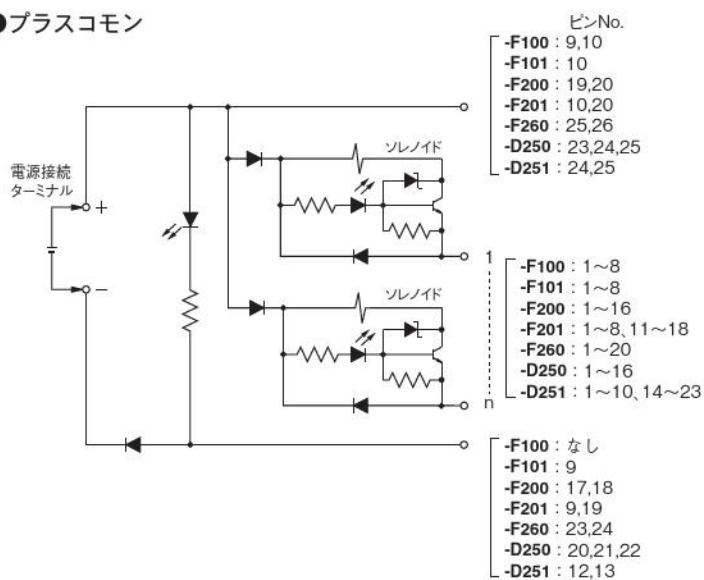 ●プラスコモン
ピンNo.
-F100：9,10
-F101：10
-F200：19,20
-F201：10,20
-F260：25,26
-D250：23,24,25
-D251：24,25
電源接続
ターミナル
+
−
ソレノイド
1
ソレノイド
n
-F100：1〜8
-F101：1〜8
-F200：1〜16
-F201：1〜8、11〜18
-F260：1〜20
-D250：1〜16
-D251：1〜10、14〜23
-F100：なし
-F101：9
-F200：17,18
-F201：9,19
-F260：23,24
-D250：20,21,22
-D251：12,13